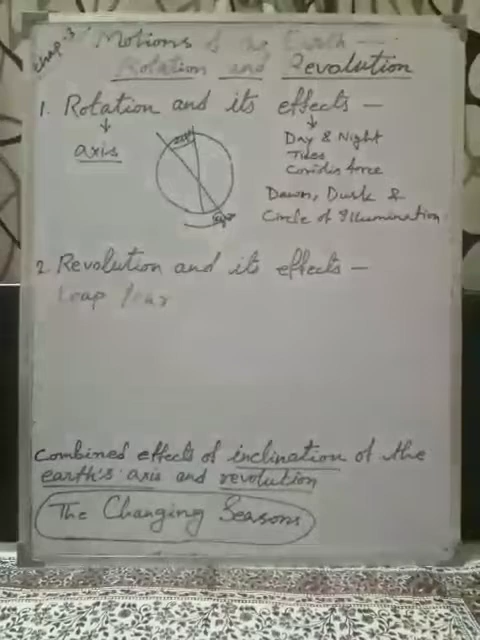 Chap-3
Motions of the Earth —
Rotation and Revolution
1. Rotation and its effects —
axis
Day & Night
Tides
Coriolis force
Dawn, Dusk &
Circle of Illumination
2. Revolution and its effects —
Leap Year
Combined effects of inclination of the
earth's axis and revolution
The Changing Seasons